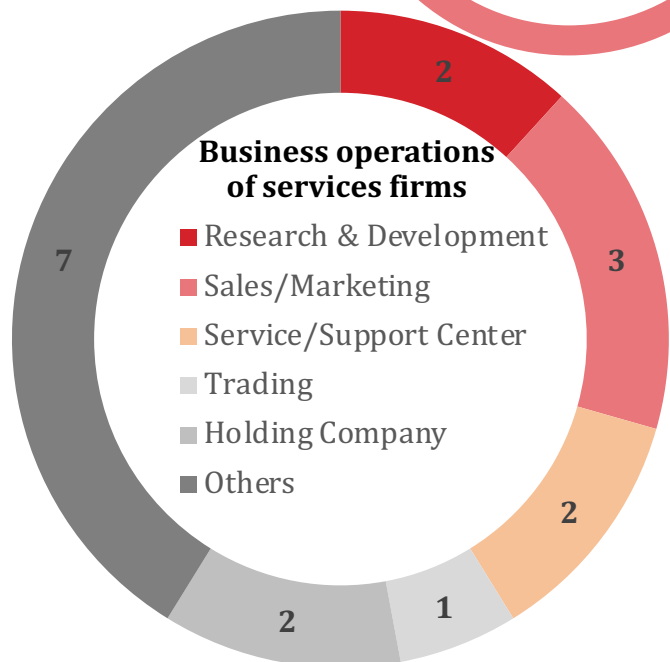 2
Business operations
of services firms
7
3
Research & Development
Sales/Marketing
Service/Support Center
Trading
Holding Company
Others
2
1
2